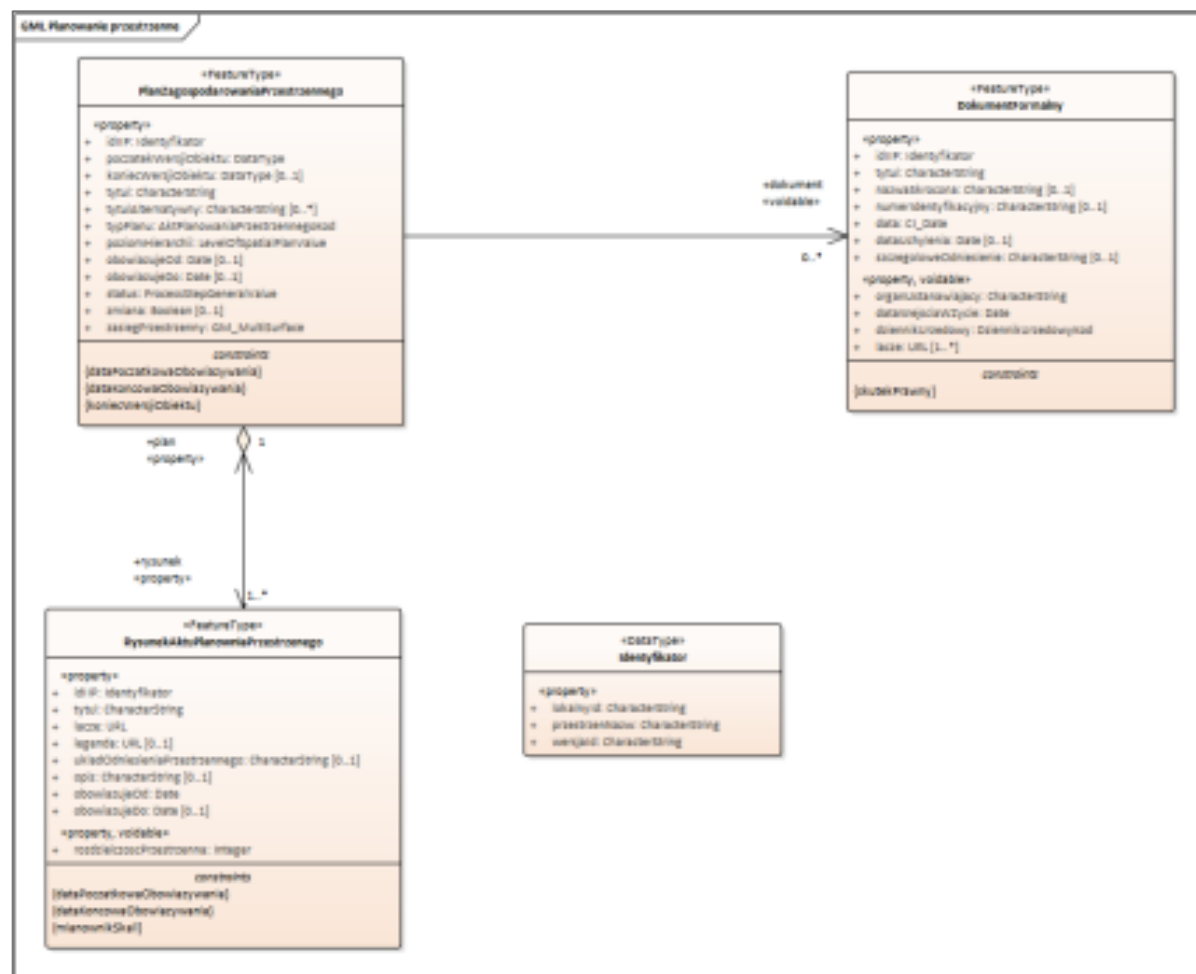 GML Planowanie przestrzenne
«FeatureType»
PlanZagospodarowaniaPrzestrzennego
«property»
+ idIIP: Identyfikator
+ poczatekWersjiObiektu: DataType
+ koniecWersjiObiektu: DataType [0..1]
+ tytul: CharacterString
+ tytulAlternatywny: CharacterString [0..*]
+ typPlanu: AktPlanowaniaPrzestrzennegoKod
+ poziomHierarchii: LevelOfSpatialPlanValue
+ obowiazujeOd: Date [0..1]
+ obowiazujeDo: Date [0..1]
+ status: ProcessStepGeneralValue
+ zmiana: Boolean [0..1]
+ zasiegPrzestrzenny: GM_MultiSurface
constraints
{dataPoczatkowaObowiazywania}
{dataKoncowaObowiazywania}
{koniecWersjiObiektu}
«FeatureType»
DokumentFormalny
«property»
+ idIIP: Identyfikator
+ tytul: CharacterString
+ nazwaSkrocona: CharacterString [0..1]
+ numerIdentyfikacyjny: CharacterString [0..1]
+ data: CI_Date
+ dataUchylenia: Date [0..1]
+ szczegoloweOdniesienie: CharacterString [0..1]
«property, voidable»
+ organUstanawiajacy: CharacterString
+ dataWejsciaWZycie: Date
+ dziennikUrzedowy: DziennikUrzedowyKod
+ lacze: URL [1..*]
constraints
{skutekPrawny}
+dokument
«voidable»
0..*
+plan
«property»
1
+rysunek
«property»
1..*
«FeatureType»
RysunekAktuPlanowniaPrzestrzenego
«property»
+ idIIP: Identyfikator
+ tytul: CharacterString
+ lacze: URL
+ legenda: URL [0..1]
+ ukladOdniesieniaPrzestrzennego: CharacterString [0..1]
+ opis: CharacterString [0..1]
+ obowiazujeOd: Date
+ obowiazujeDo: Date [0..1]
«property, voidable»
+ rozdzielczoscPrzestrzenna: Integer
constraints
{dataPoczatkowaObowiazywania}
{dataKoncowaObowiazywania}
{mianownikSkali}
«DataType»
Identyfikator
«property»
+ lokalnyId: CharacterString
+ przestrzenNazw: CharacterString
+ wersjaId: CharacterString